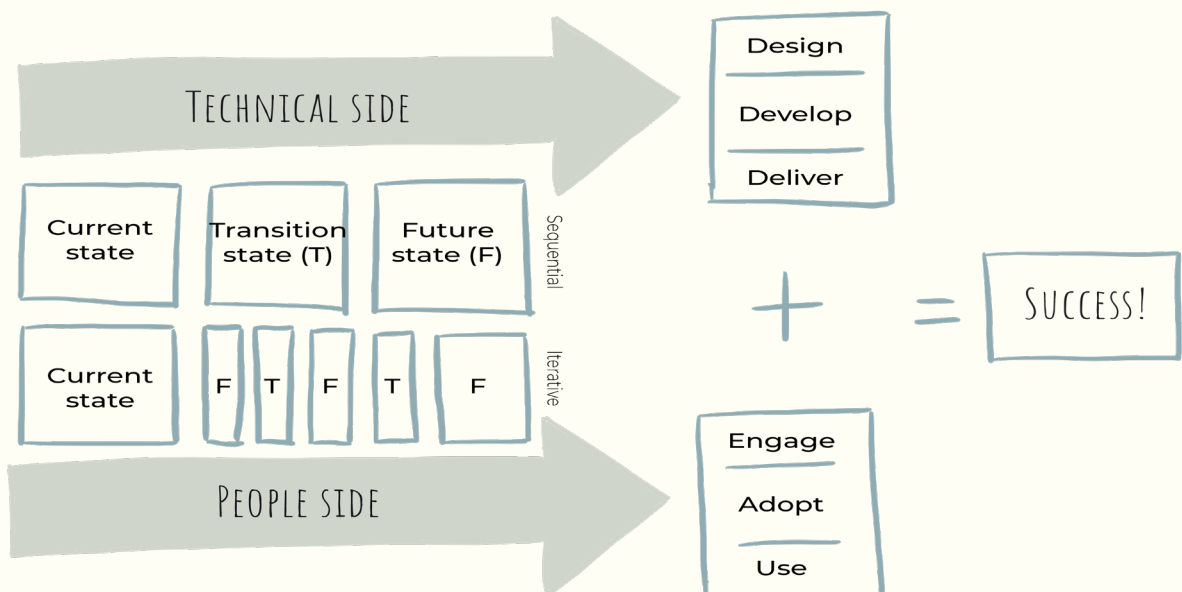 TECHNICAL SIDE
Design
Develop
Deliver
Current
state
Transition
state (T)
Future
state (F)
Sequential
Current
state
F
T
F
T
F
Iterative
SUCCESS!
PEOPLE SIDE
Engage
Adopt
Use
+
=